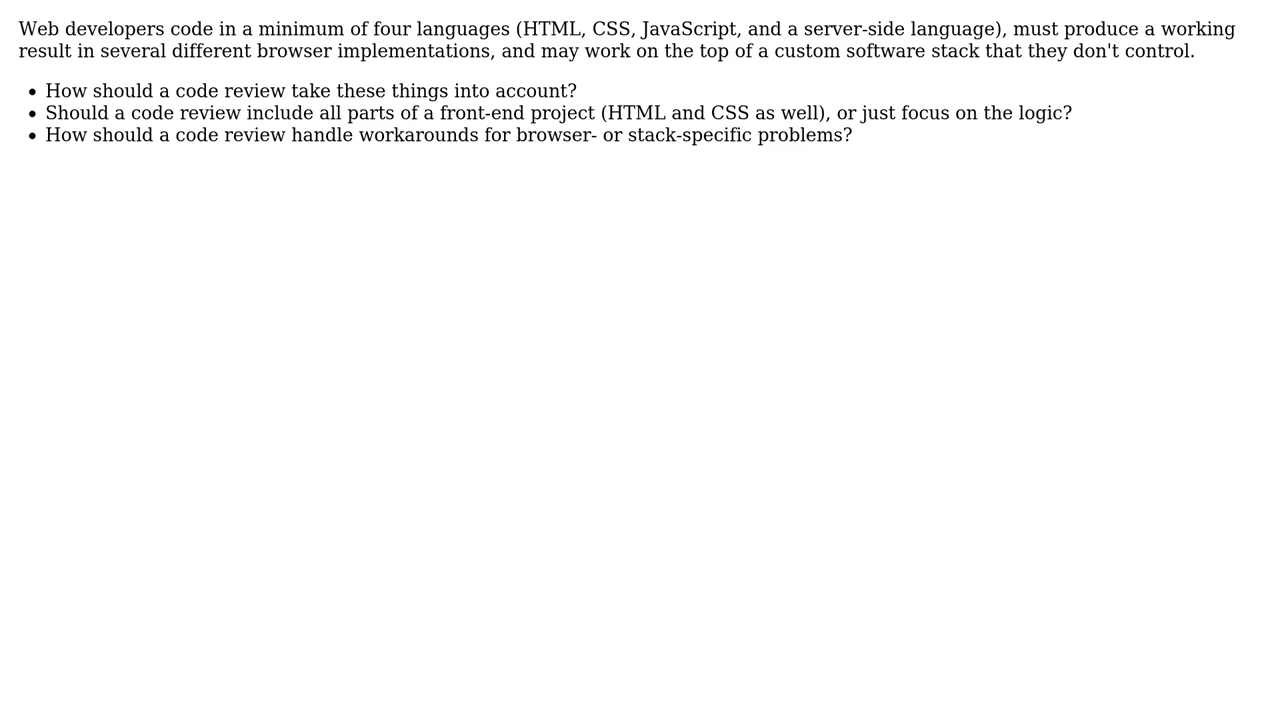 Web developers code in a minimum of four languages (HTML, CSS, JavaScript, and a server-side language), must produce a working
result in several different browser implementations, and may work on the top of a custom software stack that they don't control.
• How should a code review take these things into account?
• Should a code review include all parts of a front-end project (HTML and CSS as well), or just focus on the logic?
• How should a code review handle workarounds for browser- or stack-specific problems?